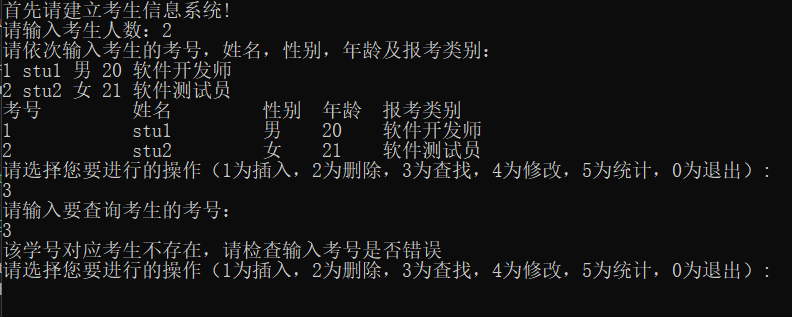 首先请建立考生信息系统!
请输入考生人数: 2
请依次输入考生的考号，姓名，性别，年龄及报考类别:
1 stu1 男 20 软件开发师
2 stu2 女 21 软件测试员
考号 姓名 性别 年龄 报考类别
1 stu1 男 20 软件开发师
2 stu2 女 21 软件测试员
请选择您要进行的操作（1为插入，2为删除，3为查找，4为修改，5为统计，0为退出）:
3
请输入要查询考生的考号:
3
该学号对应考生不存在，请检查输入考号是否错误
请选择您要进行的操作（1为插入，2为删除，3为查找，4为修改，5为统计，0为退出）: